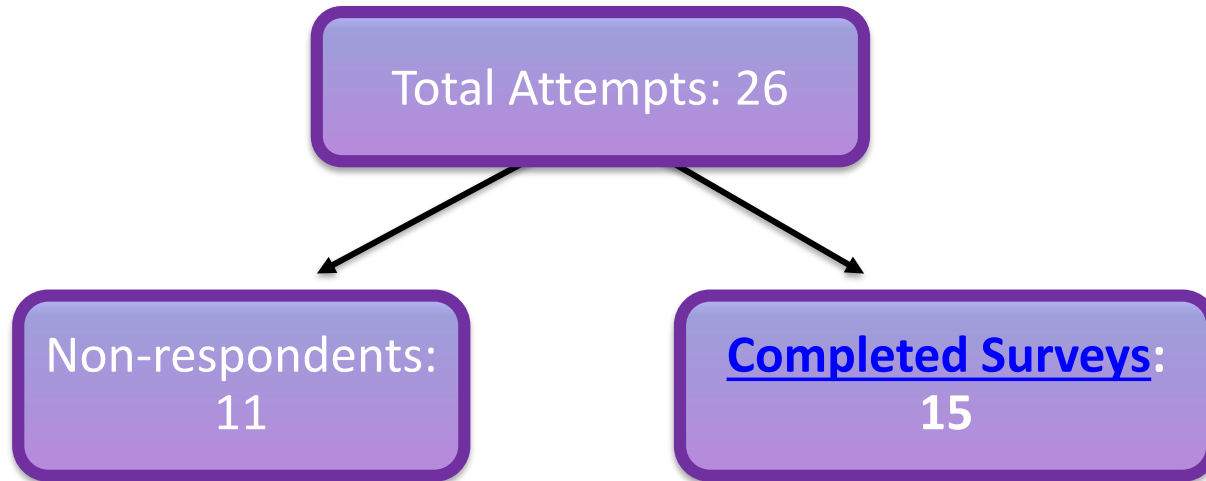 Total Attempts: 26
Non-respondents:
11
Completed Surveys:
15